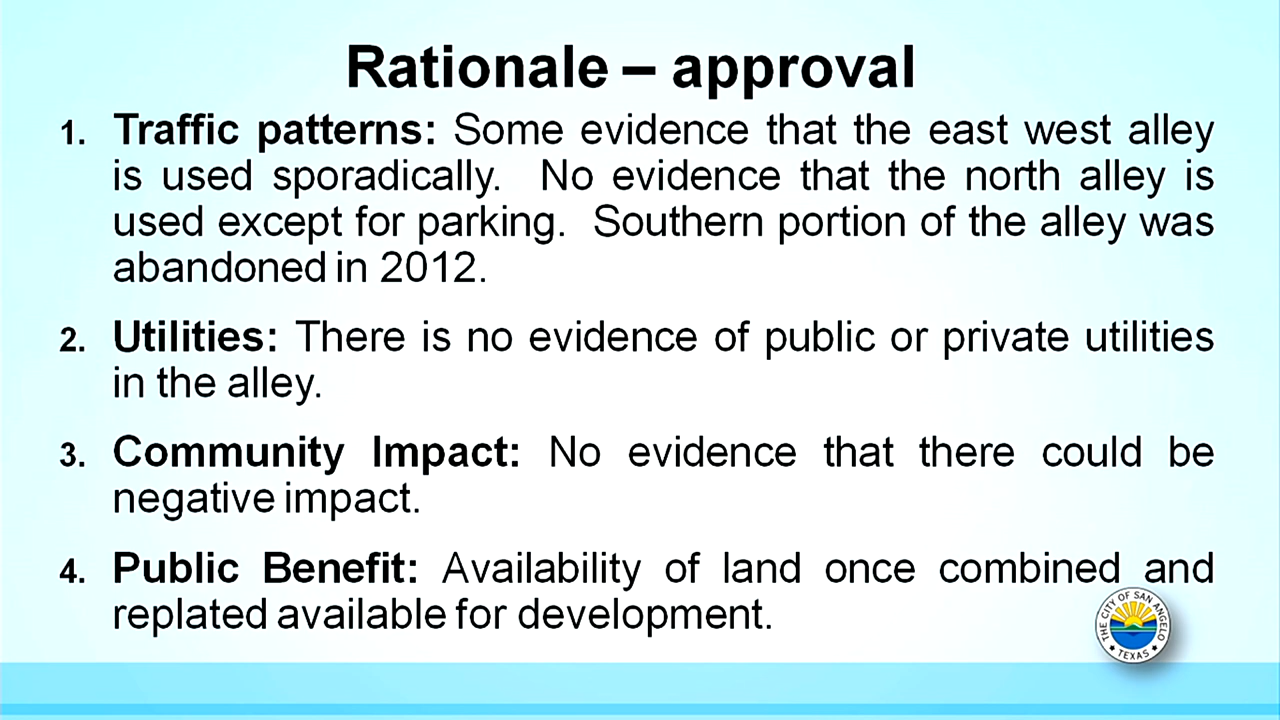 Rationale – approval
1. Traffic patterns: Some evidence that the east west alley
is used sporadically. No evidence that the north alley is
used except for parking. Southern portion of the alley was
abandoned in 2012.
2. Utilities: There is no evidence of public or private utilities
in the alley.
3. Community Impact: No evidence that there could be
negative impact.
4. Public Benefit: Availability of land once combined and
replated available for development.
THE CITY OF SAN ANGELO
TEXAS